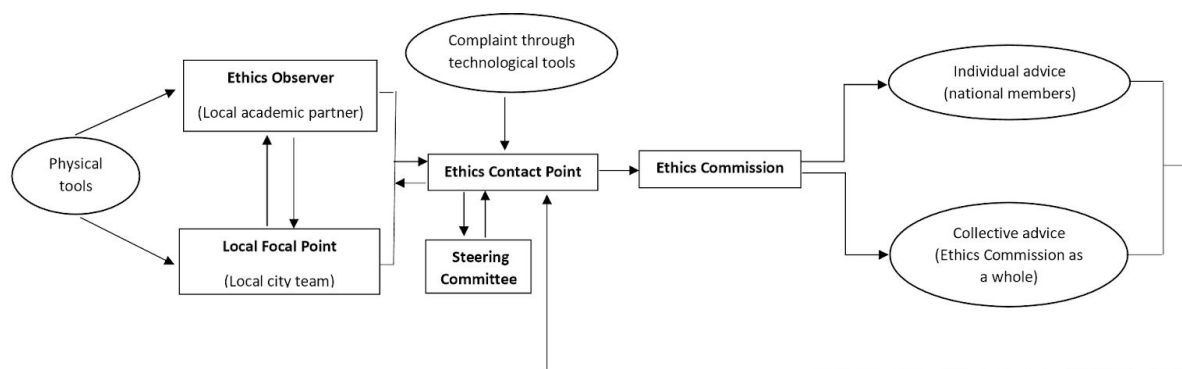 Complaint through
technological tools
Ethics Observer
(Local academic partner)
Individual advice
(national members)
Physical
tools
Ethics Contact Point
Ethics Commission
Local Focal Point
(Local city team)
Steering
Committee
Collective advice
(Ethics Commission as
a whole)